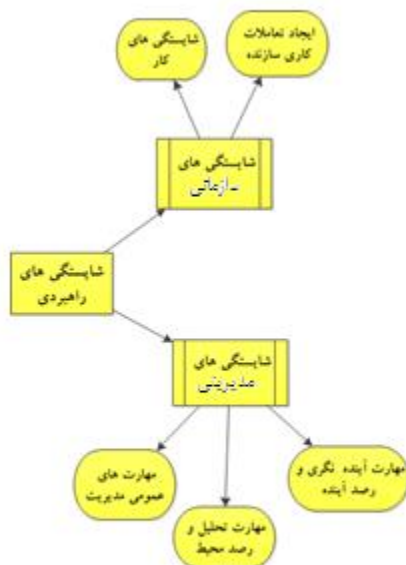 ایجاد تعاملات
کاری سازنده
شایستگی های
کار
شایستگی های
سازمانی
شایستگی های
راهبردی
شایستگی های
مدیریتی
مهارت آینده نگری و
رصد آینده
مهارت تحلیل و
رصد محیط
مهارت های
عمومی مدیریت